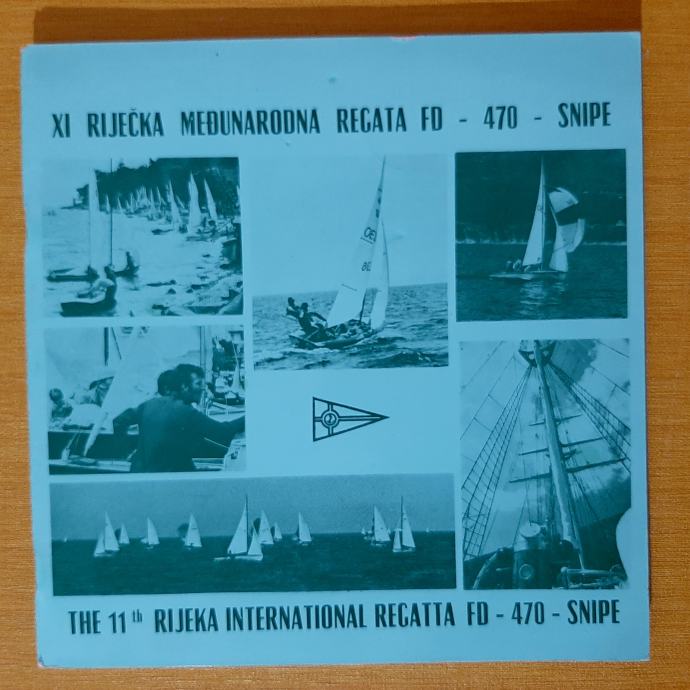 XI RIJEČKA MEĐUNARODNA REGATA FD - 470 - SNIPE
THE 11th RIJEKA INTERNATIONAL REGATTA FD - 470 - SNIPE